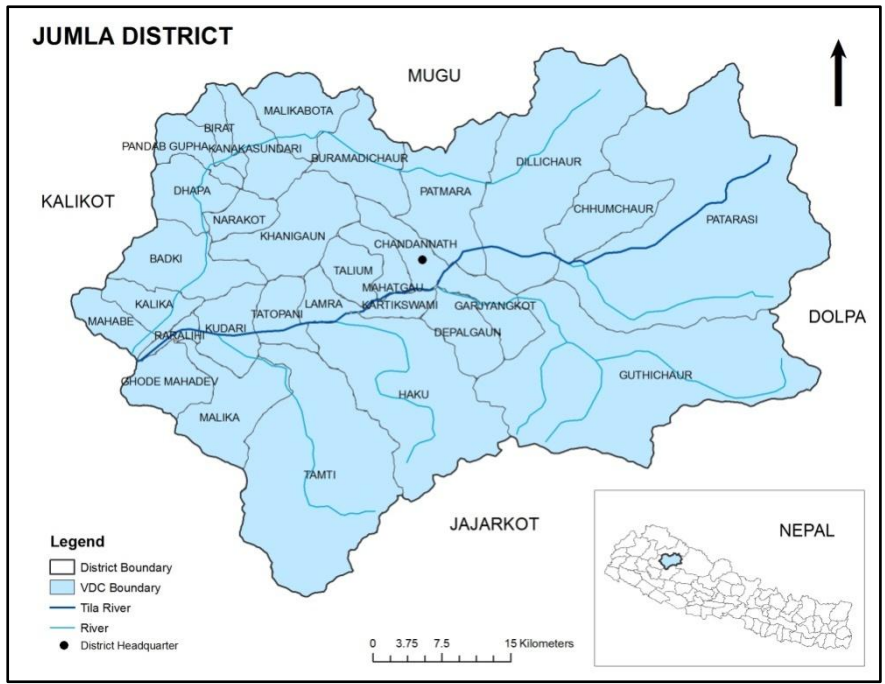 JUMLA DISTRICT
MUGU
MALIKABOTA
BIRAT
PANDAB GUPHA
KANAKASUNDARI
BURAMADICHAUR
DILLICHAUR
DHAPA
PATMARA
KALIKOT
CHHUMCHAUR
NARAKOT
PATARASI
KHANIGAUN
CHANDANNATH
BADKI
TALIUM
MAHATGAU
KALIKA
LAMRA
KARTIKSWAMI
GARJYANGKOT
TATOPANI
MAHABE
DOLPA
KUDARI
RARALIHI
DEPALGAUN
GUTHICHAUR
GHODE MAHADEV
HAKU
MALIKA
TAMTI
JAJARKOT
NEPAL
Legend
District Boundary
VDC Boundary
Tila River
River
District Headquarter
0 3.75 7.5 15 Kilometers